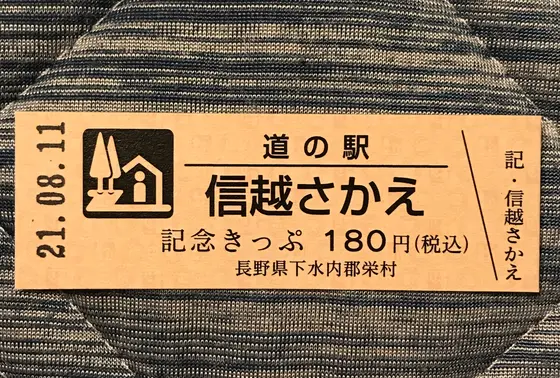 21.08.11
道の駅
信越さかえ
記念きっぷ 180円(税込)
長野県下水内郡栄村
記・信越さかえ